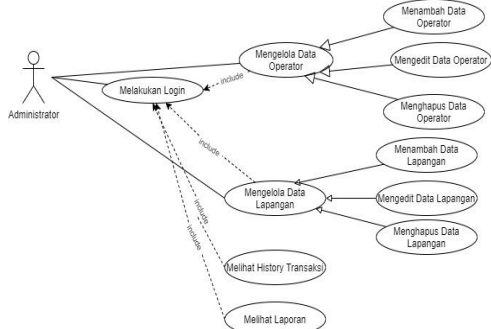 Menambah Data
Operator
Mengelola Data
Operator
Mengedit Data Operator
include
Melakukan Login
Administrator
Menghapus Data
Operator
include
Menambah Data
Lapangan
Mengelola Data
Lapangan
Mengedit Data Lapangan
include
include
Menghapus Data
Lapangan
Melihat History Transaksi
Melihat Laporan